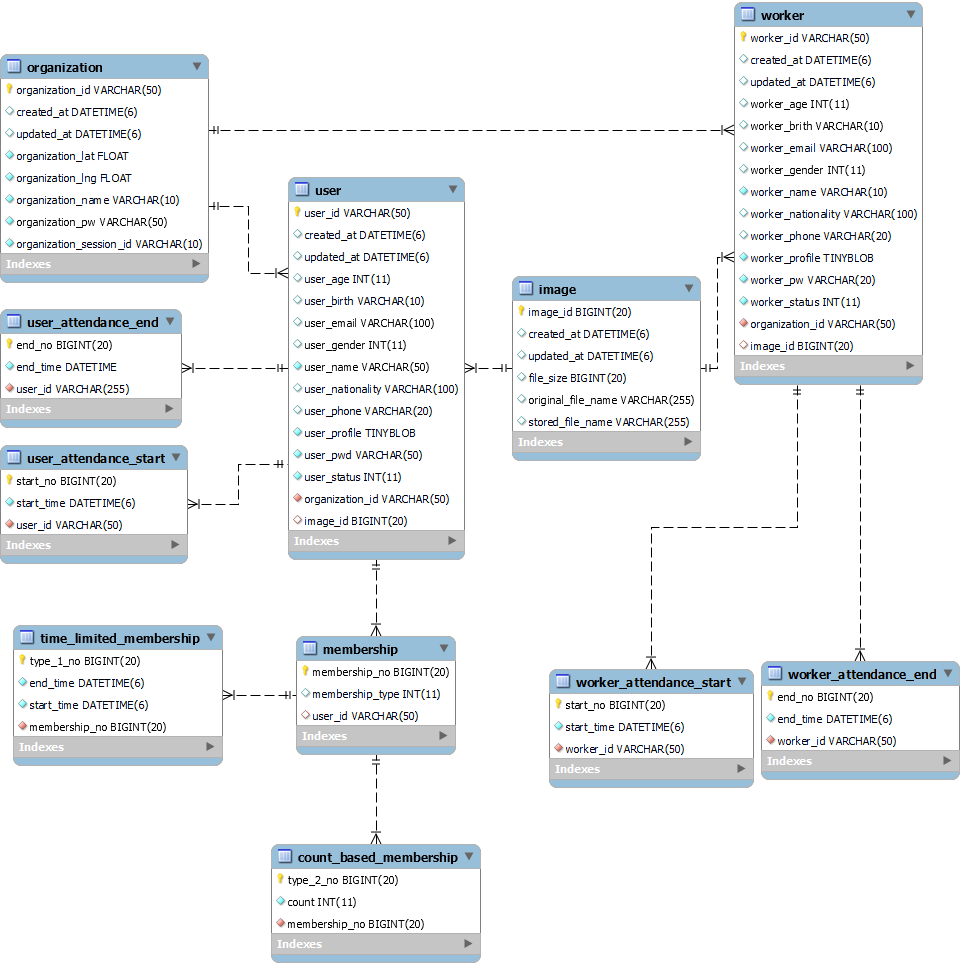 worker
worker_id VARCHAR(50)
created_at DATETIME(6)
updated_at DATETIME(6)
worker_age INT(11)
worker_brith VARCHAR(10)
worker_email VARCHAR(100)
worker_gender INT(11)
worker_name VARCHAR(10)
worker_nationality VARCHAR(100)
worker_phone VARCHAR(20)
worker_profile TINYBLOB
worker_pw VARCHAR(20)
worker_status INT(11)
organization_id VARCHAR(50)
image_id BIGINT(20)
Indexes
organization
organization_id VARCHAR(50)
created_at DATETIME(6)
updated_at DATETIME(6)
organization_lat FLOAT
organization_lng FLOAT
organization_name VARCHAR(10)
organization_pw VARCHAR(50)
organization_session_id VARCHAR(10)
Indexes
user
user_id VARCHAR(50)
created_at DATETIME(6)
updated_at DATETIME(6)
user_age INT(11)
user_birth VARCHAR(10)
user_email VARCHAR(100)
user_gender INT(11)
user_name VARCHAR(50)
user_nationality VARCHAR(100)
user_phone VARCHAR(20)
user_profile TINYBLOB
user_pwd VARCHAR(50)
user_status INT(11)
organization_id VARCHAR(50)
image_id BIGINT(20)
Indexes
image
image_id BIGINT(20)
created_at DATETIME(6)
updated_at DATETIME(6)
file_size BIGINT(20)
original_file_name VARCHAR(255)
stored_file_name VARCHAR(255)
Indexes
user_attendance_end
end_no BIGINT(20)
end_time DATETIME
user_id VARCHAR(255)
Indexes
user_attendance_start
start_no BIGINT(20)
start_time DATETIME(6)
user_id VARCHAR(50)
Indexes
time_limited_membership
type_1_no BIGINT(20)
end_time DATETIME(6)
start_time DATETIME(6)
membership_no BIGINT(20)
Indexes
membership
membership_no BIGINT(20)
membership_type INT(11)
user_id VARCHAR(50)
Indexes
worker_attendance_start
start_no BIGINT(20)
start_time DATETIME(6)
worker_id VARCHAR(50)
Indexes
worker_attendance_end
end_no BIGINT(20)
end_time DATETIME(6)
worker_id VARCHAR(50)
Indexes
count_based_membership
type_2_no BIGINT(20)
count INT(11)
membership_no BIGINT(20)
Indexes